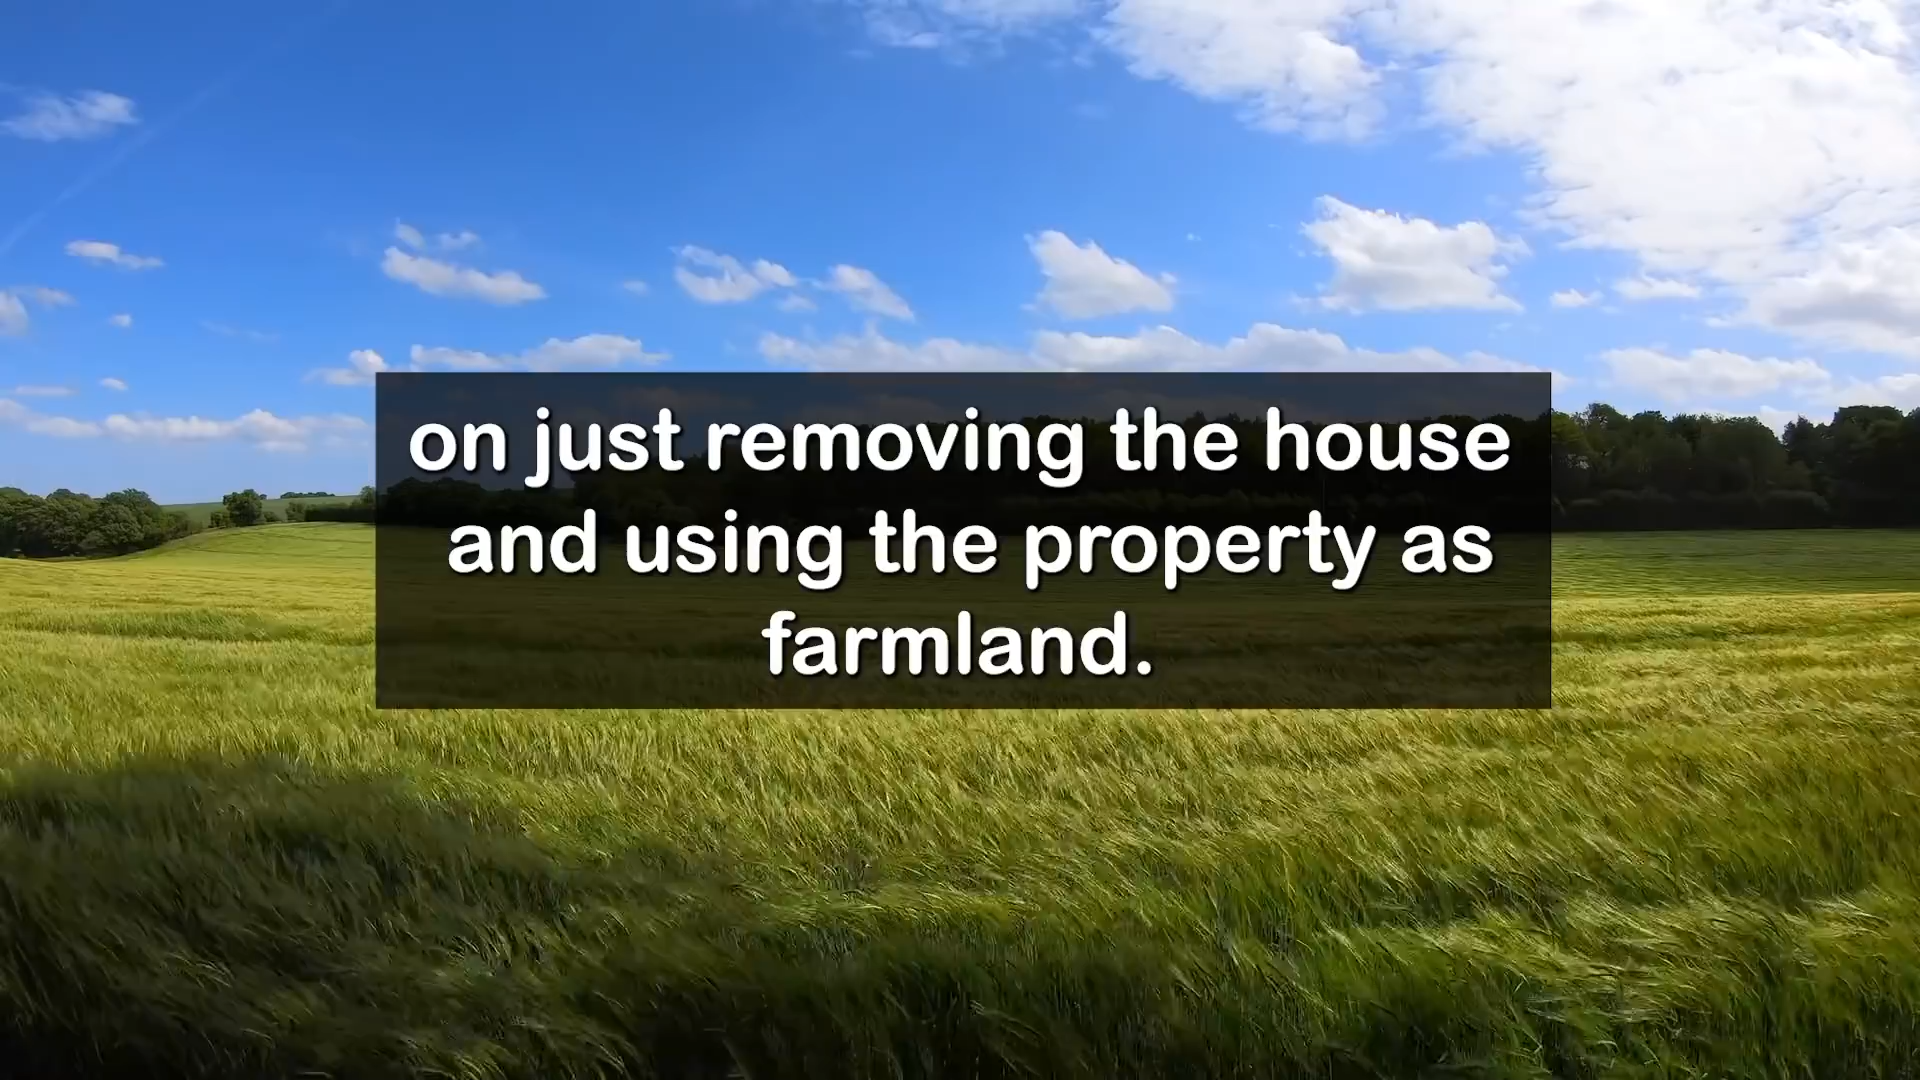 on just removing the house
and using the property as
farmland.